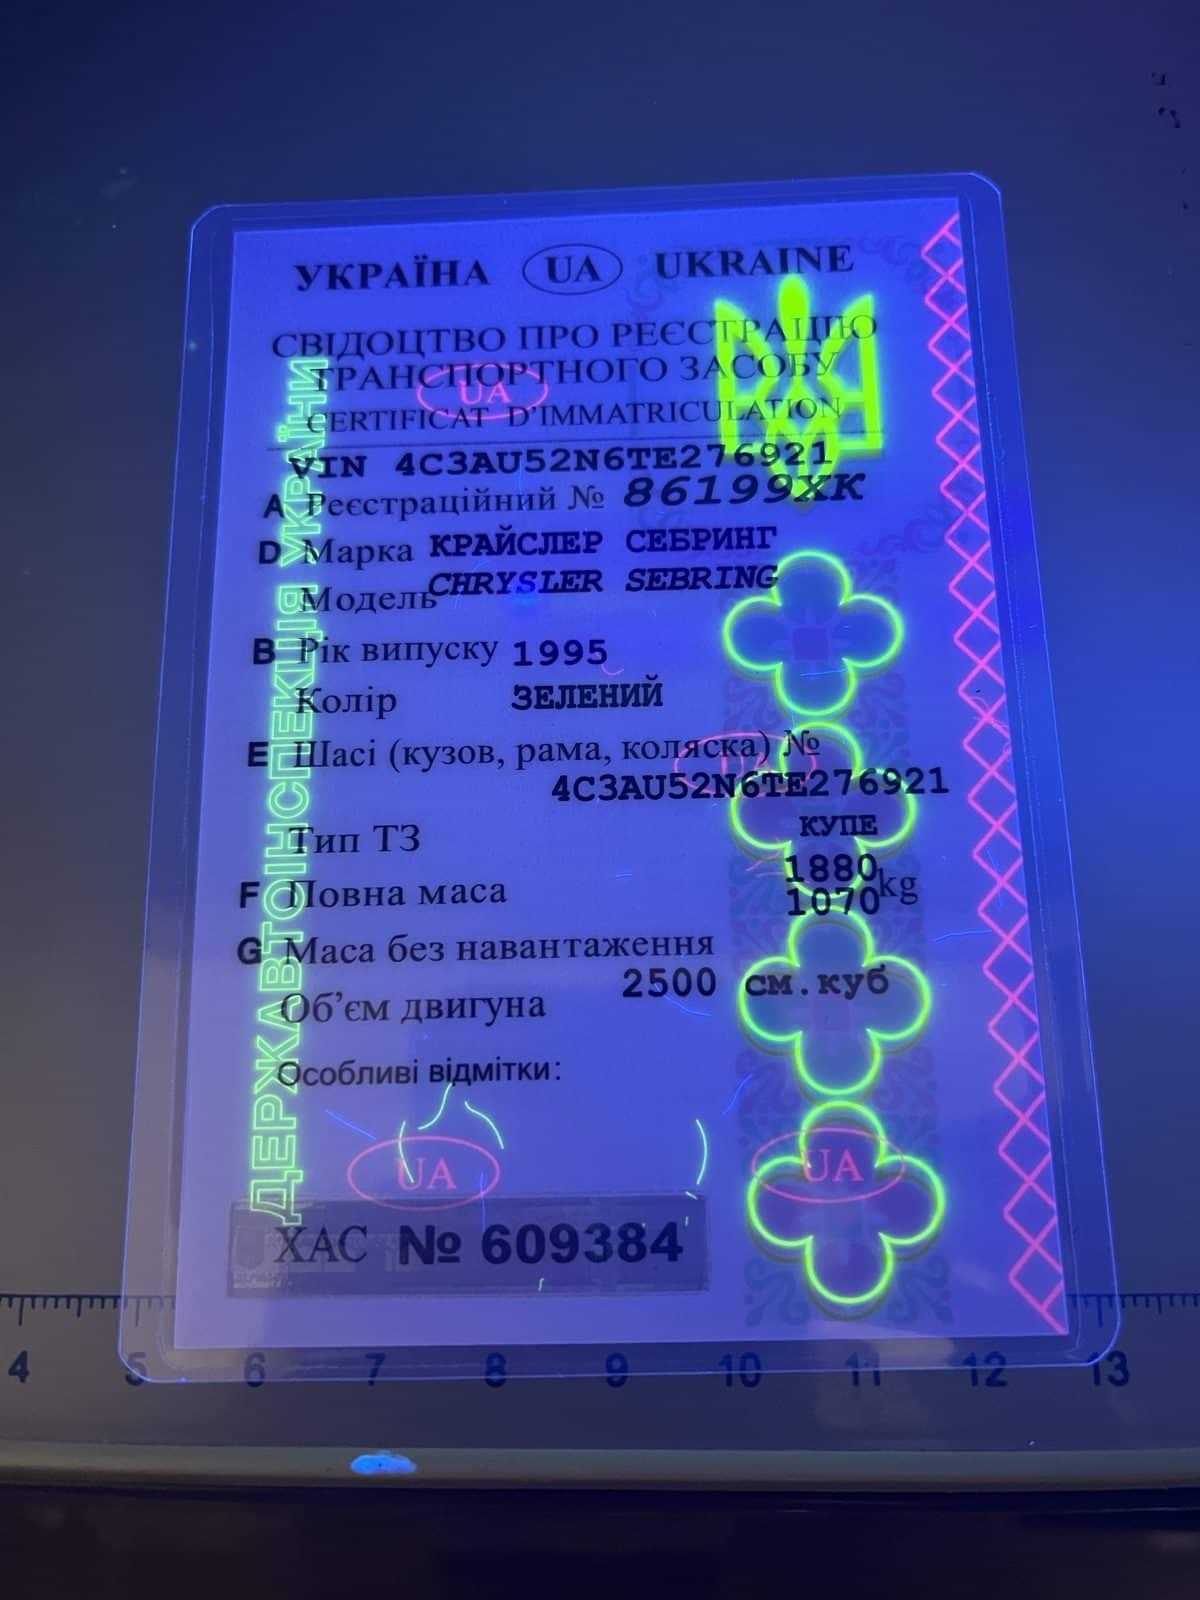 УКРАЇНА UA UKRAINE
СВІДОЦТВО ПРО РЕЄСТРАЦІЮ
ТРАНСПОРТНОГО ЗАСОБУ
UA
CERTIFICAT D'IMMATRICULATION
VIN 4C3AU52N6TE276921
A Реєстраційний № 86199ХК
D Марка КРАЙСЛЕР СЕБРИНГ
Модель CHRYSLER SEBRING
B Рік випуску 1995
Колір ЗЕЛЕНИЙ
E Шасі (кузов, рама, коляска) №
UA
4C3AU52N6TE276921
Тип ТЗ КУПЕ
F Повна маса 1880
kg
1070
G Маса без навантаження
Об'єм двигуна 2500 см.куб
Особливі відмітки:
UA UA
ХАС № 609384
ДЕРЖАВТОІНСПЕКЦІЯ УКРАЇНИ
4 5 6 7 8 9 10 11 12 13